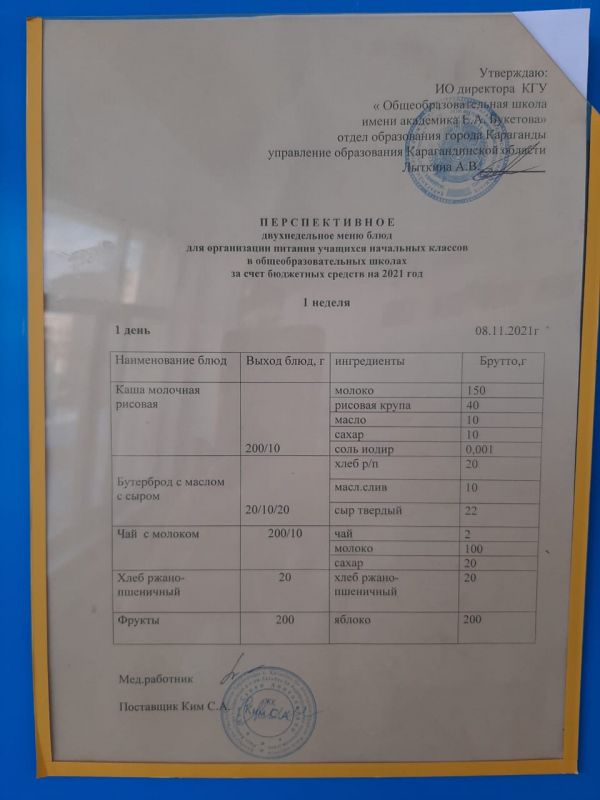 Утверждаю:
ИО директора КГУ
« Общеобразовательная школа
имени академика Е.А. Букетова»
отдел образования города Караганды
управление образования Карагандинской области
Лыткина А.В.
П Е Р С П Е К Т И В Н О Е
двухнедельное меню блюд
для организации питания учащихся начальных классов
в общеобразовательных школах
за счет бюджетных средств на 2021 год
1 неделя
1 день 08.11.2021г
Наименование блюд Выход блюд, г ингредиенты Брутто,г
Каша молочная молоко 150
рисовая рисовая крупа 40
масло 10
сахар 10
200/10 соль иодир 0,001
хлеб р/п 20
Бутерброд с маслом масл.слив 10
с сыром
20/10/20 сыр твердый 22
Чай с молоком 200/10 чай 2
молоко 100
сахар 20
Хлеб ржано- 20 хлеб ржано- 20
пшеничный пшеничный
Фрукты 200 яблоко 200
Мед.работник
Поставщик Ким С.А.